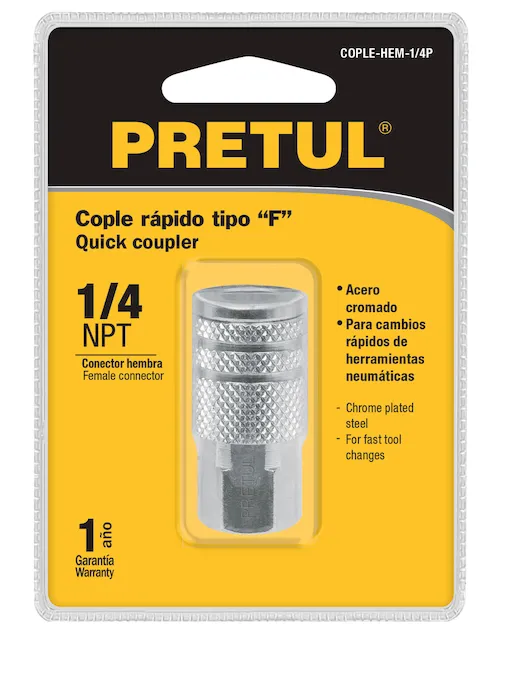 COPLE-HEM-1/4P
PRETUL®
Cople rápido tipo “F”
Quick coupler
1/4
NPT
Conector hembra
Female connector
• Acero
cromado
• Para cambios
rápidos de
herramientas
neumáticas
- Chrome plated
steel
- For fast tool
changes
PRETUL
1 año
Garantía
Warranty